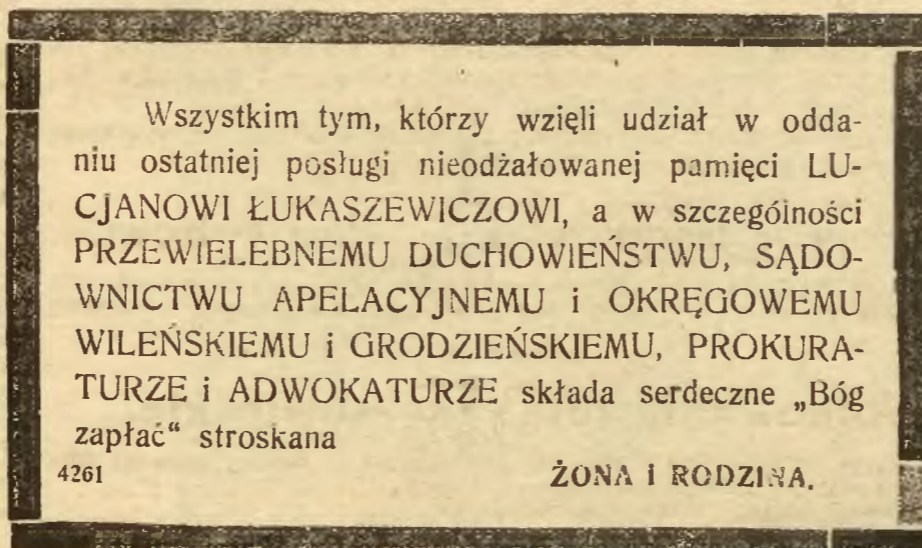 Wszystkim tym, którzy wzięli udział w odda-
niu ostatniej posługi nieodżałowanej pamięci LU-
CJANOWI ŁUKASZEWICZOWI, a w szczególności
PRZEWIELEBNEMU DUCHOWIEŃSTWU, SĄDO-
WNICTWU APELACYJNEMU i OKRĘGOWEMU
WILEŃSKIEMU i GRODZIEŃSKIEMU, PROKURA-
TURZE i ADWOKATURZE składa serdeczne „Bóg
zapłać“ stroskana
4261 ŻONA I RODZINA.